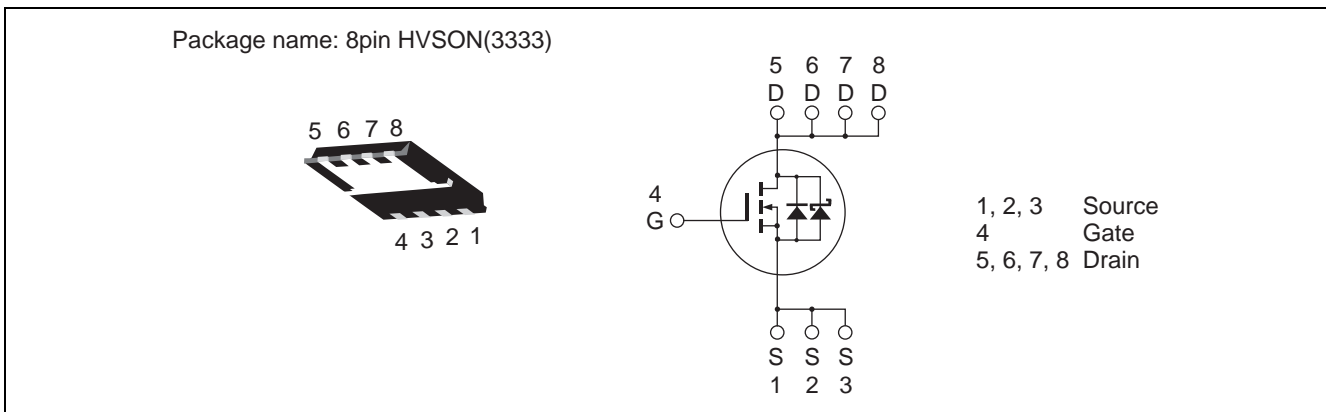 Package name: 8pin HVSON(3333)
5 6 7 8
D D D D
5 6 7 8
4 3 2 1
4
G
1, 2, 3 Source
4 Gate
5, 6, 7, 8 Drain
S S S
1 2 3